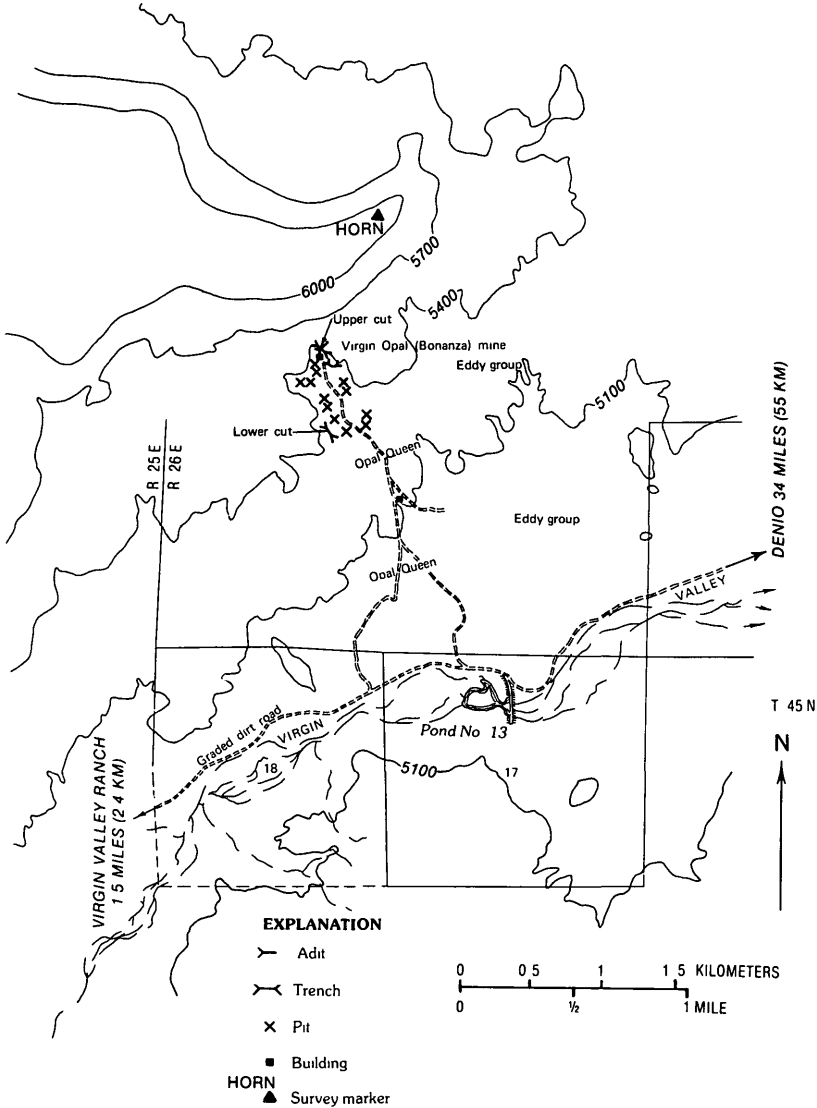 HORN
5700
6000
5400
Upper cut
Virgin Opal (Bonanza) mine
Eddy group
5100
Lower cut
Opal Queen
R 25 E
R 26 E
DENIO 34 MILES (55 KM)
Eddy group
Opal Queen
VALLEY
T 45 N
Graded dirt road
VIRGIN
Pond No 13
18
5100
17
N
VIRGIN VALLEY RANCH
1 5 MILES (2 4 KM)
EXPLANATION
Adit
Trench
Pit
Building
HORN
Survey marker
0 0 5 1 1 5 KILOMETERS
0 ½ 1 MILE